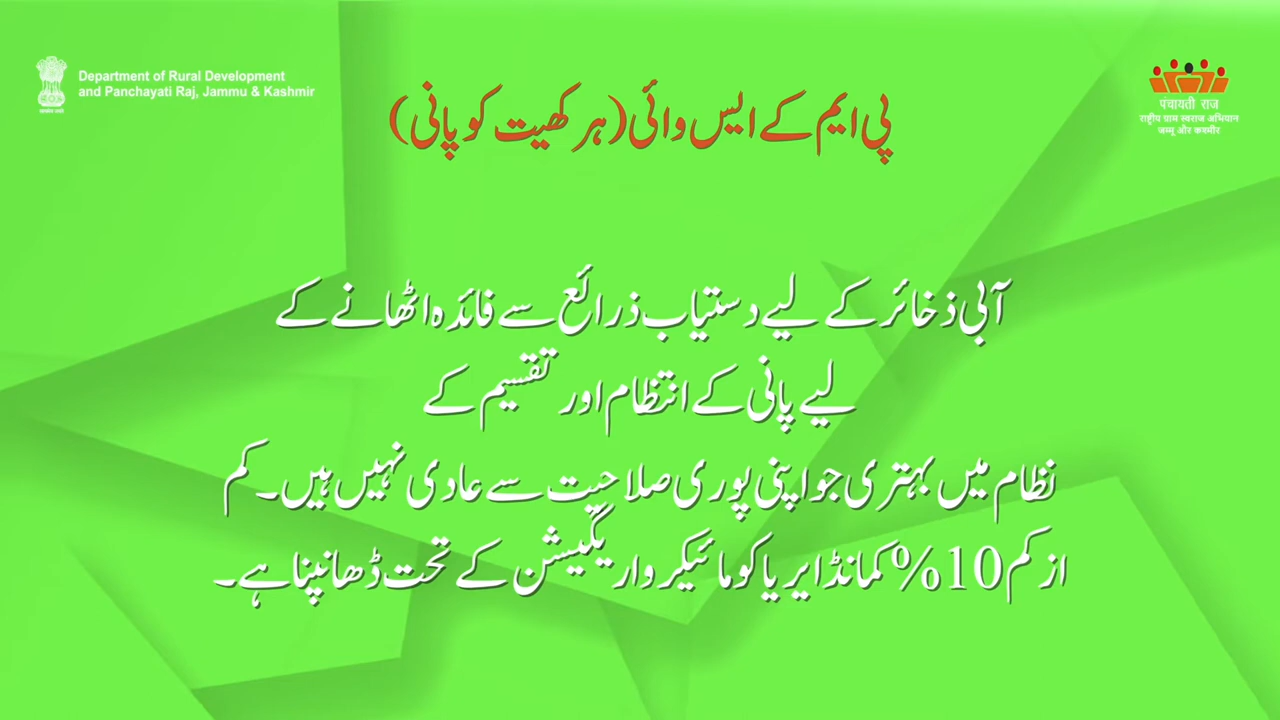 Department of Rural Development
and Panchayati Raj, Jammu & Kashmir
पंचायती राज
राष्ट्रीय ग्राम स्वराज अभियान
जम्मू और कश्मीर
پی ایم کے ایس وائی (ہر کھیت کو پانی)
آبی ذخائر کے لیے دستیاب ذرائع سے فائدہ اٹھانے کے
لیے پانی کے انتظام اور تقسیم کے
نظام میں بہتری جو اپنی پوری صلاحیت سے عادی نہیں ہیں۔ کم
از کم 10% کمانڈ ایریا کو مائیکرو اریگیشن کے تحت ڈھانپنا ہے۔